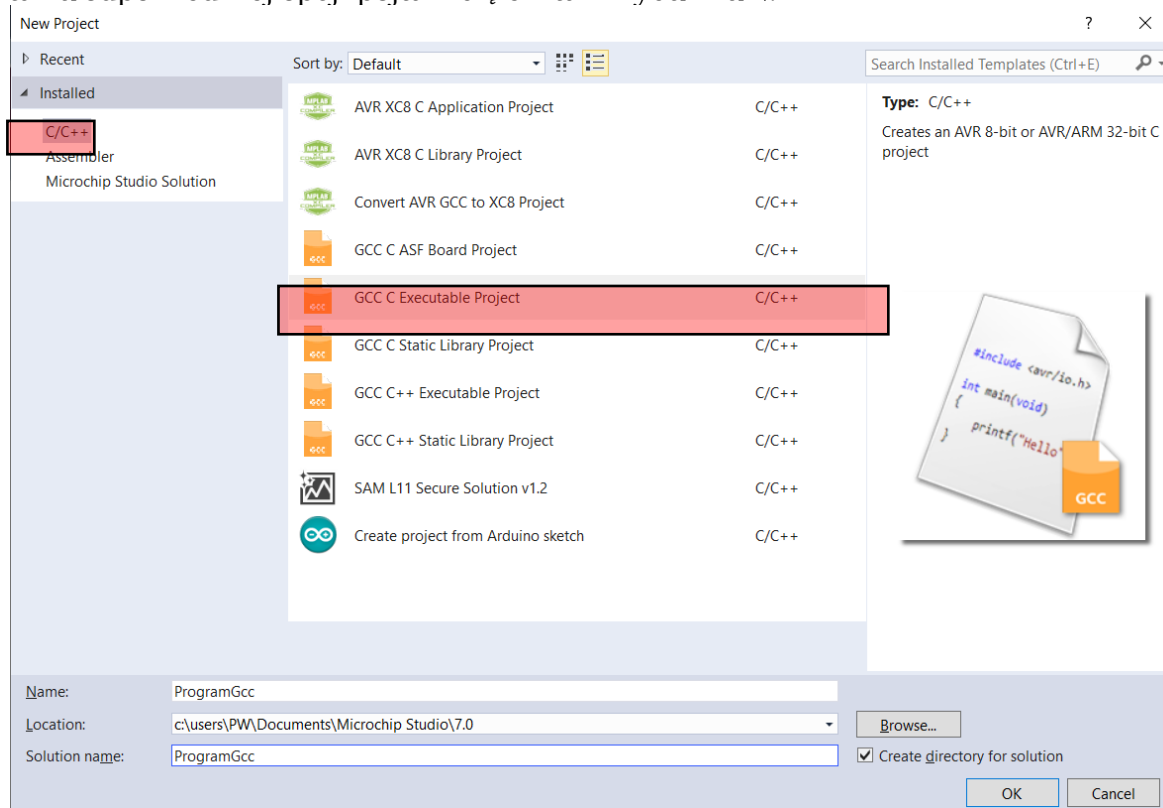 New Project ? ×
Recent
Installed
C/C++
Assembler
Microchip Studio Solution
Sort by: Default
Search Installed Templates (Ctrl+E)
AVR XC8 C Application Project C/C++
AVR XC8 C Library Project C/C++
Convert AVR GCC to XC8 Project C/C++
GCC C ASF Board Project C/C++
GCC C Executable Project C/C++
GCC C Static Library Project C/C++
GCC C++ Executable Project C/C++
GCC C++ Static Library Project C/C++
SAM L11 Secure Solution v1.2 C/C++
Create project from Arduino sketch C/C++
Type: C/C++
Creates an AVR 8-bit or AVR/ARM 32-bit C
project
#include <avr/io.h>
int main(void)
{
printf("Hello"
}
GCC
Name: ProgramGcc
Location: c:\users\PW\Documents\Microchip Studio\7.0
Browse...
Solution name: ProgramGcc
Create directory for solution
OK Cancel